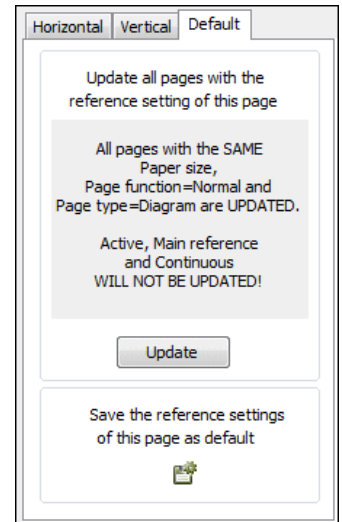 Horizontal Vertical Default
Update all pages with the
reference setting of this page
All pages with the SAME
Paper size,
Page function=Normal and
Page type=Diagram are UPDATED.
Active, Main reference
and Continuous
WILL NOT BE UPDATED!
Update
Save the reference settings
of this page as default